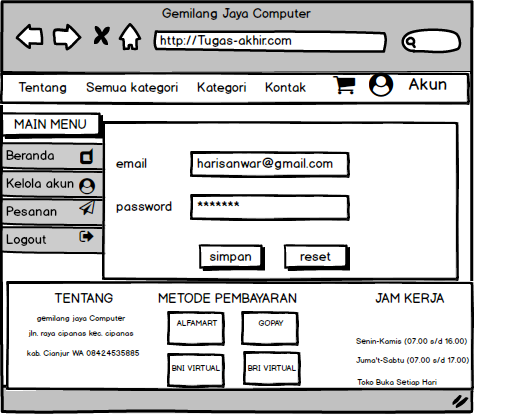 Gemilang Jaya Computer
http://Tugas-akhir.com
Tentang Semua kategori Kategori Kontak Akun
MAIN MENU
Beranda
Kelola akun
Pesanan
Logout
email harisanwar@gmail.com
password *******
simpan reset
TENTANG
gemilang jaya Computer
jln. raya cipanas kec. cipanas
kab. Cianjur WA 08424535885
METODE PEMBAYARAN
ALFAMART GOPAY
BNI VIRTUAL BRI VIRTUAL
JAM KERJA
Senin-Kamis (07.00 s/d 16.00)
Juma't-Sabtu (07.00 s/d 17.00)
Toko Buka Setiap Hari